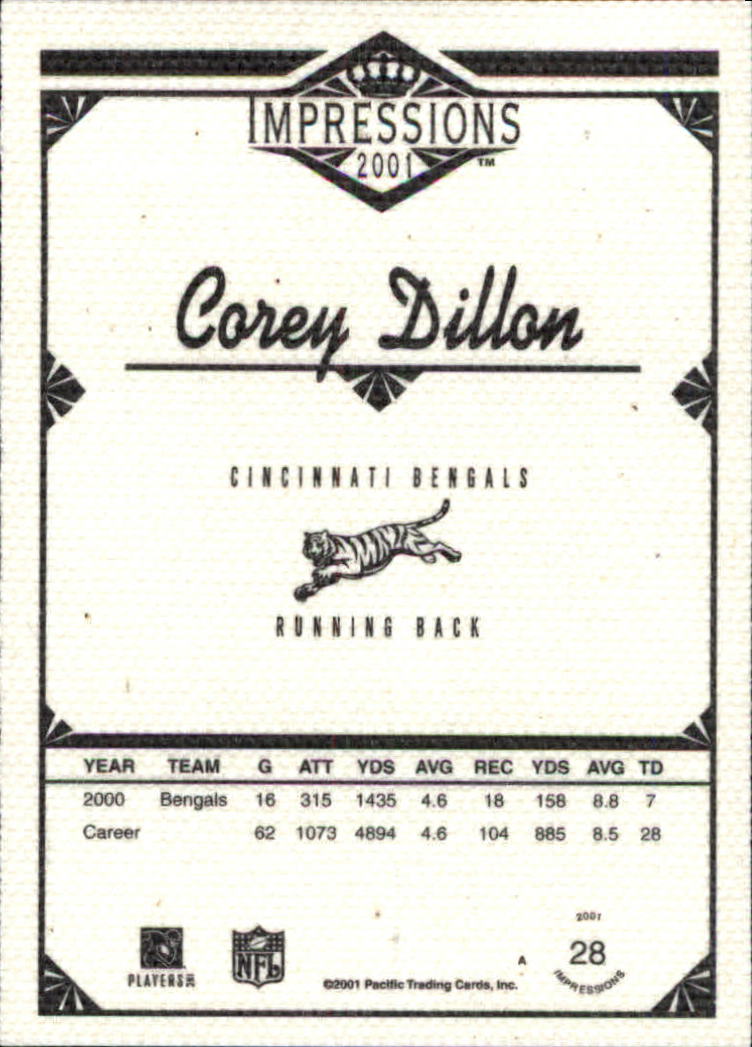 IMPRESSIONS
2001
™
Corey Dillon
CINCINNATI BENGALS
RUNNING BACK
YEAR TEAM G ATT YDS AVG REC YDS AVG TD
2000 Bengals 16 315 1435 4.6 18 158 8.8 7
Career 62 1073 4894 4.6 104 885 8.5 28
PLAYERS INC
NFL
©2001 Pacific Trading Cards, Inc.
A
2001
28
IMPRESSIONS